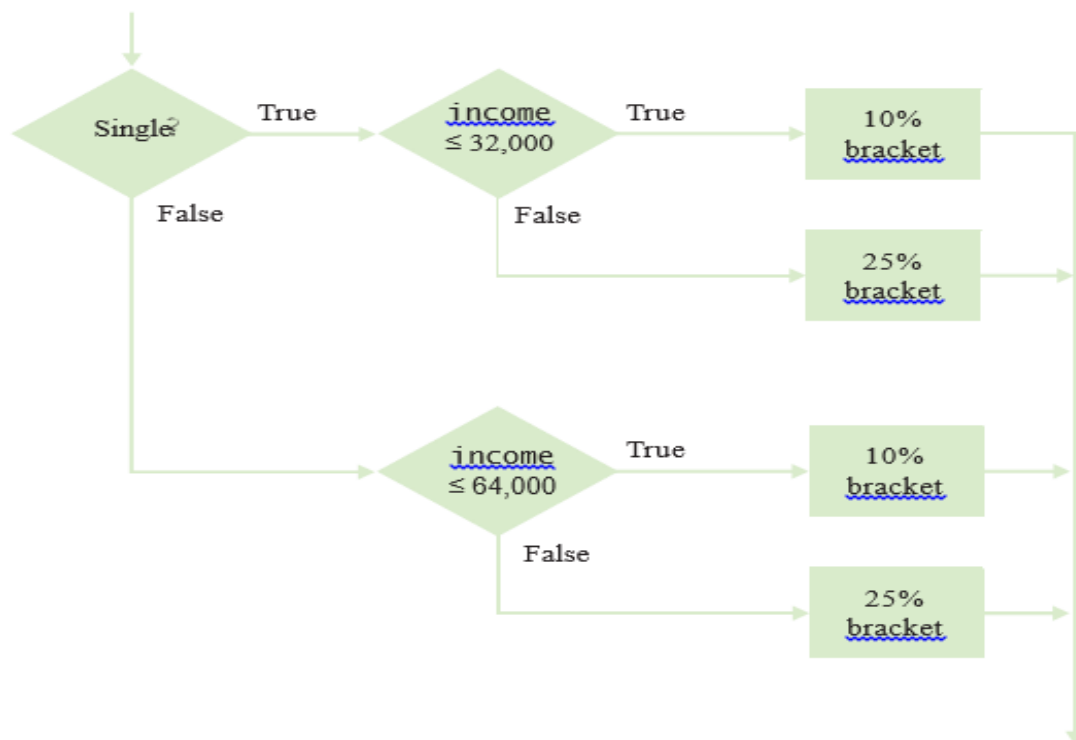 Single?
True
income
≤ 32,000
True
10%
bracket
False
False
25%
bracket
income
≤ 64,000
True
10%
bracket
False
25%
bracket